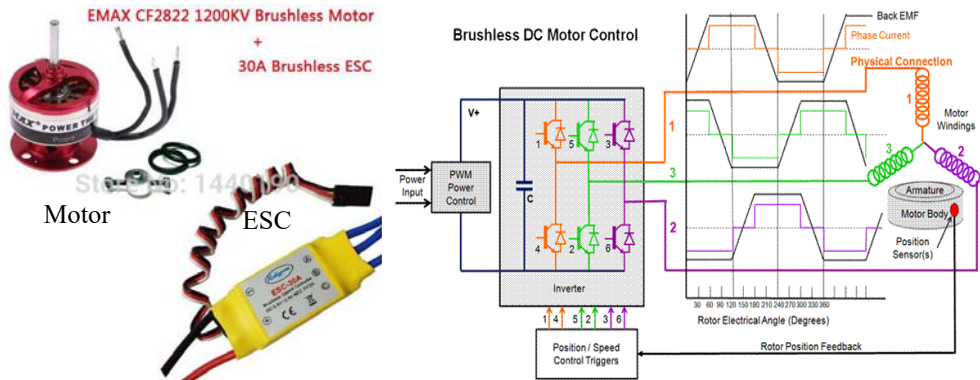 EMAX CF2822 1200KV Brushless Motor
+
30A Brushless ESC
POWER
Motor
ESC
ESC-30A
Brushless Speed Controller
CE
Brushless DC Motor Control
V+
Power
Input
PWM
Power
Control
C
1
5
3
4
2
6
Inverter
1 4 5 2 3 6
Position / Speed
Control Triggers
Rotor Position Feedback
Back EMF
Phase Current
Physical Connection
1
3
2
1
Motor
Windings
2
3
Armature
Motor Body
Position
Sensor(s)
30 60 90 120 150 180 210 240 270 300 330 360
Rotor Electrical Angle (Degrees)